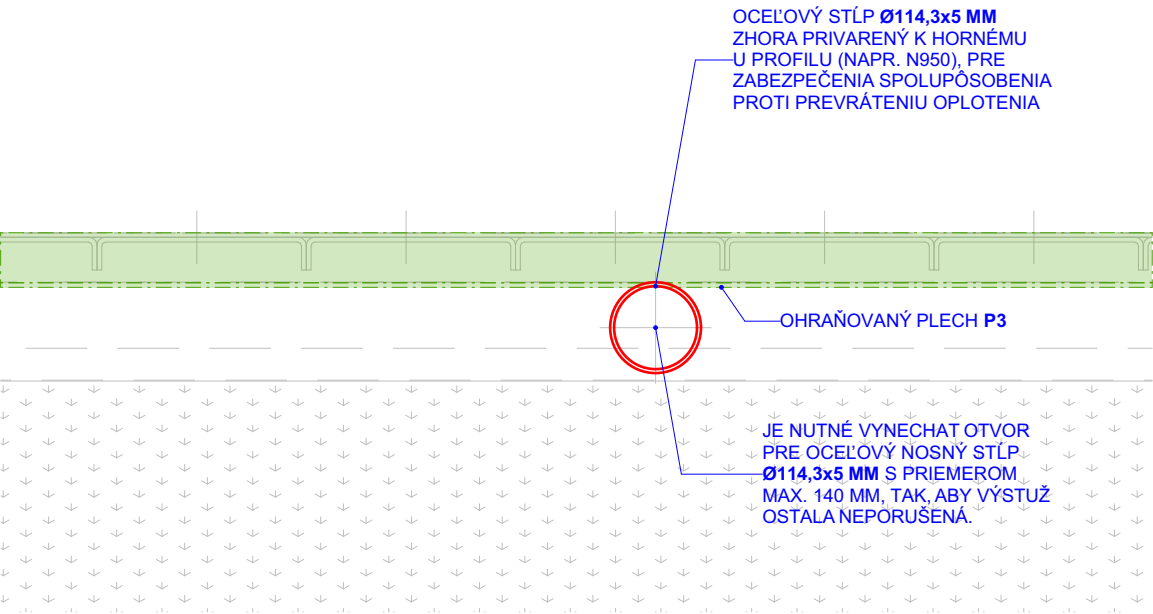 OCEĽOVÝ STĹP Ø114,3x5 MM
ZHORA PRIVARENÝ K HORNÉMU
U PROFILU (NAPR. N950), PRE
ZABEZPEČENIA SPOLUPÔSOBENIA
PROTI PREVRÁTENIU OPLOTENIA
OHRAŇOVANÝ PLECH P3
JE NUTNÉ VYNECHAT OTVOR
PRE OCEĽOVÝ NOSNÝ STĹP
Ø114,3x5 MM S PRIEMEROM
MAX. 140 MM, TAK, ABY VÝSTUŽ
OSTALA NEPORUŠENÁ.